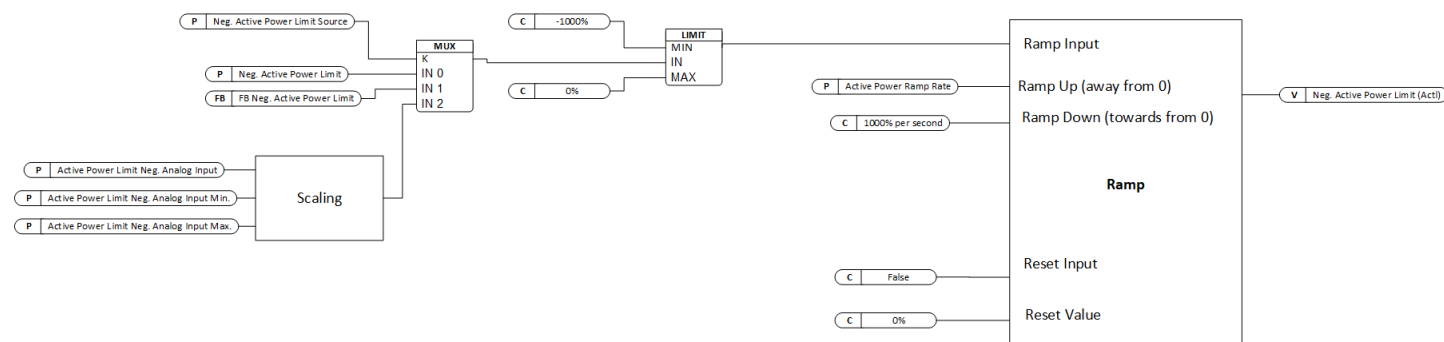 P Neg. Active Power Limit Source
C -1000%
MUX
K
IN 0
IN 1
IN 2
LIMIT
MIN
IN
MAX
P Neg. Active Power Limit
FB FB Neg. Active Power Limit
C 0%
Ramp Input
P Active Power Ramp Rate
Ramp Up (away from 0)
V Neg. Active Power Limit (Actl)
C 1000% per second
Ramp Down (towards from 0)
P Active Power Limit Neg. Analog Input
P Active Power Limit Neg. Analog Input Min.
P Active Power Limit Neg. Analog Input Max.
Scaling
Ramp
Reset Input
C False
Reset Value
C 0%